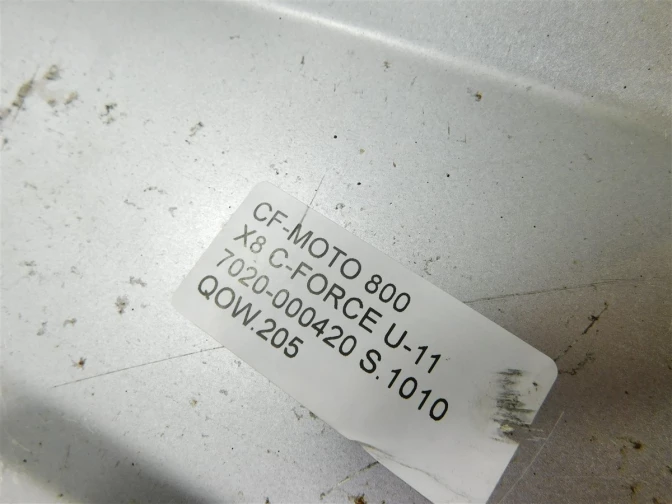 CF-MOTO 800
X8 C-FORCE U-11
7020-000420 S.1010
QOW.205